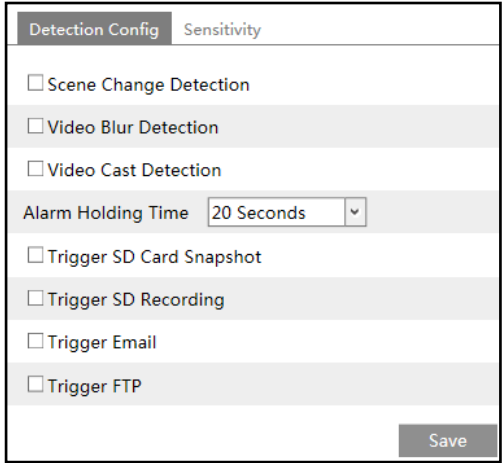 Detection Config Sensitivity
Scene Change Detection
Video Blur Detection
Video Cast Detection
Alarm Holding Time 20 Seconds
Trigger SD Card Snapshot
Trigger SD Recording
Trigger Email
Trigger FTP
Save